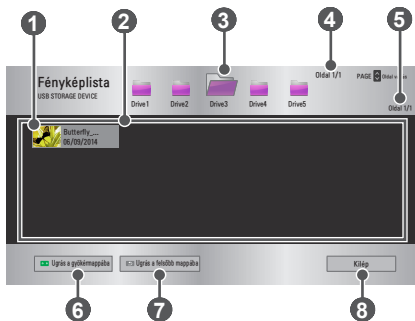 1
2
3
4
5
Fényképlista
USB STORAGE DEVICE
Drive1
Drive2
Drive3
Drive4
Drive5
Oldal 1/1
PAGE
Oldal 1/1
Butterfly_...
06/09/2014
Ugrás a gyökérmappába
Ugrás a felsőbb mappába
Kilép
6
7
8